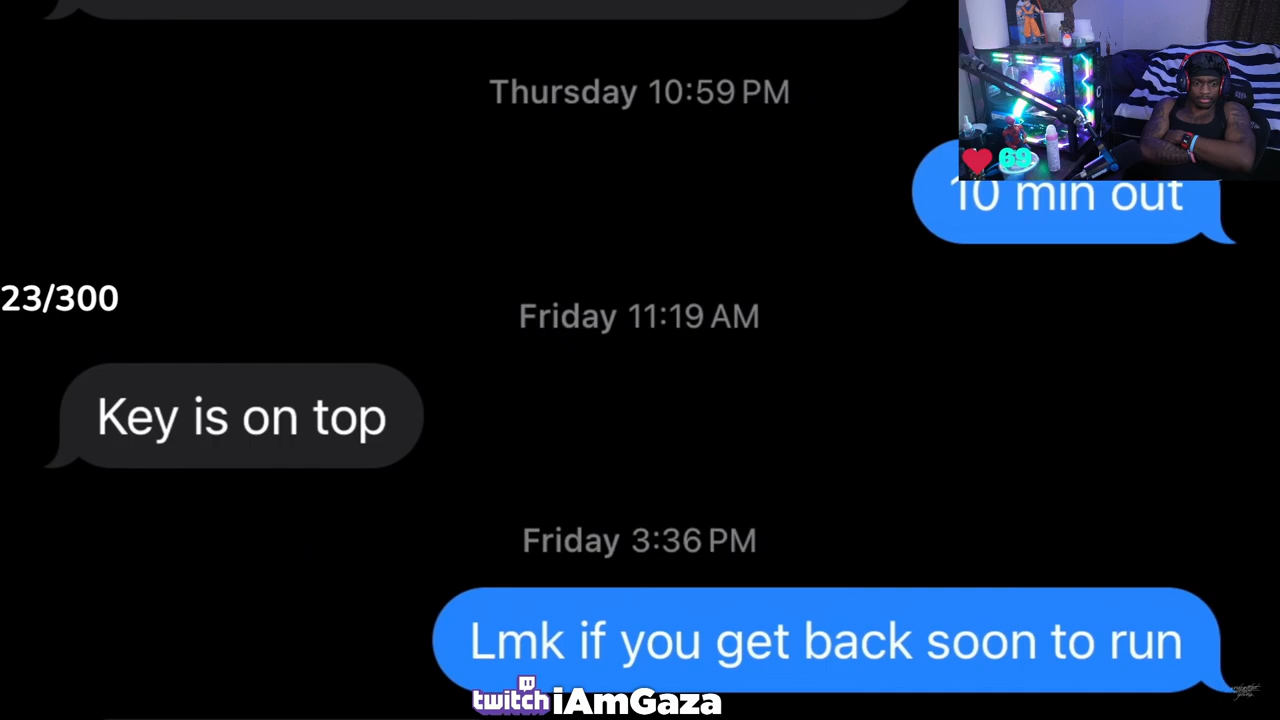 Thursday 10:59 PM
69
10 min out
23/300
Friday 11:19 AM
Key is on top
Friday 3:36 PM
Lmk if you get back soon to run
twitch iAmGaza